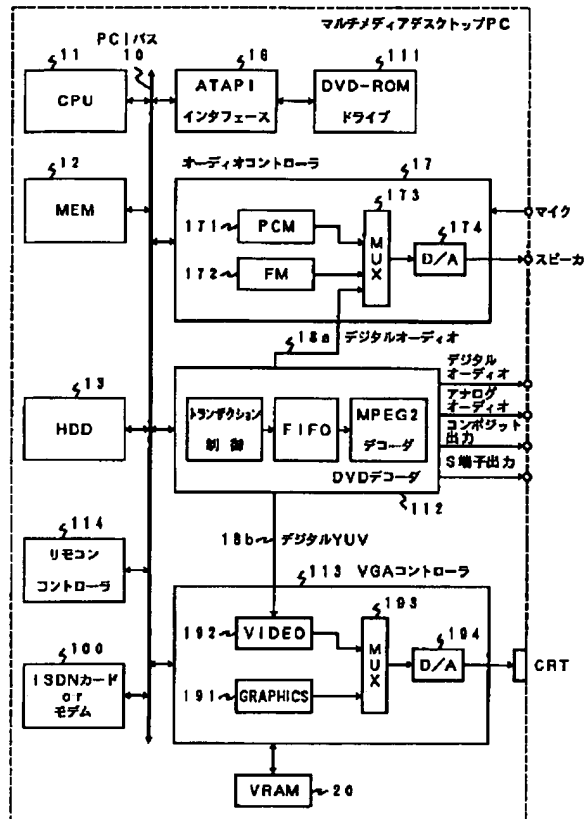 マルチメディアデスクトップPC
PCIバス
10
11
CPU
16
ATAPI
インタフェース
111
DVD-ROM
ドライブ
12
MEM
オーディオコントローラ
17
171
PCM
172
FM
173
MUX
174
D/A
マイク
スピーカ
18a
デジタルオーディオ
13
HDD
トランザクション
制御
FIFO
MPEG2
デコーダ
DVDデコーダ
112
デジタル
オーディオ
アナログ
オーディオ
コンポジット
出力
S端子出力
114
リモコン
コントローラ
18b
デジタルYUV
113
VGAコントローラ
192
VIDEO
191
GRAPHICS
193
MUX
194
D/A
CRT
100
ISDNカード
or
モデム
VRAM
20